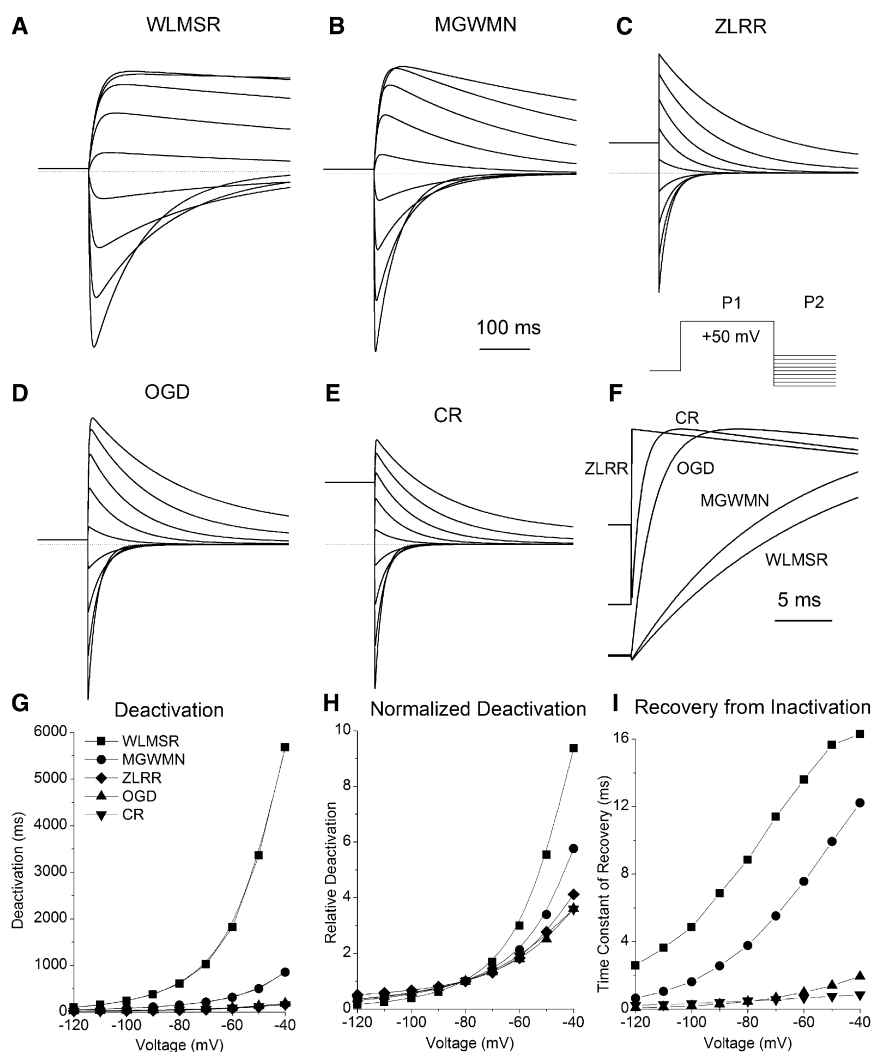 A WLMSR
B MGWMN
C ZLRR
100 ms
P1 P2
+50 mV
D OGD
E CR
F
CR
ZLRR
OGD
MGWMN
WLMSR
5 ms
G Deactivation
WLMSR
MGWMN
ZLRR
OGD
CR
Deactivation (ms)
6000
5000
4000
3000
2000
1000
0
-120 -100 -80 -60 -40
Voltage (mV)
H Normalized Deactivation
Relative Deactivation
10
8
6
4
2
0
-120 -100 -80 -60 -40
Voltage (mV)
I Recovery from Inactivation
Time Constant of Recovery (ms)
16
12
8
4
0
-120 -100 -80 -60 -40
Voltage (mV)